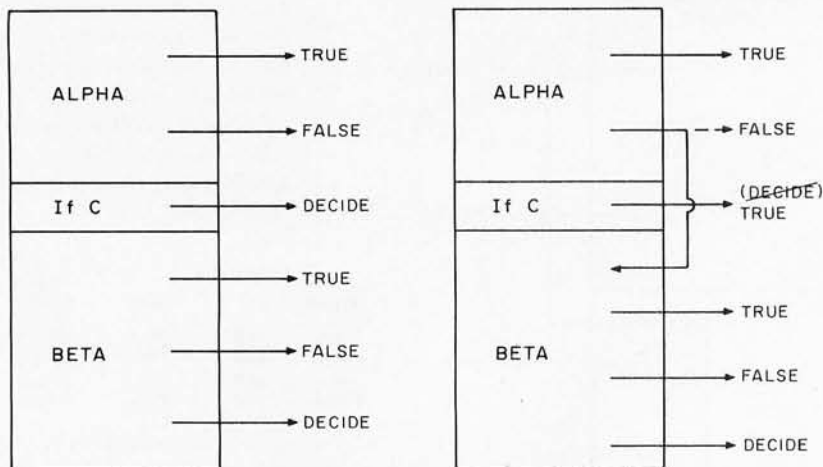 ALPHA
TRUE
FALSE
If C
DECIDE
BETA
TRUE
FALSE
DECIDE
ALPHA
TRUE
FALSE
If C
(DECIDE)
TRUE
BETA
TRUE
FALSE
DECIDE